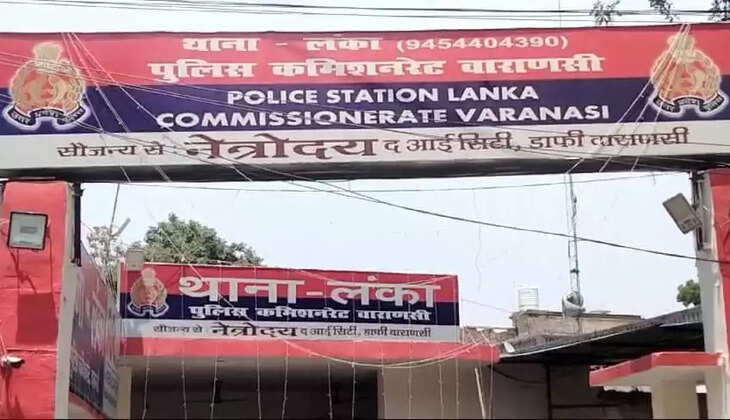 थाना - लंका (9454404390)
पुलिस कमिश्नरेट वाराणसी
POLICE STATION LANKA
COMMISSIONERATE VARANASI
सौजन्य से नेत्रोदय द आई सिटी, डाफी वाराणसी
थाना-लंका
पुलिस कमिश्नरेट वाराणसी
सौजन्य से नेत्रोदय द आई सिटी, डाफी वाराणसी